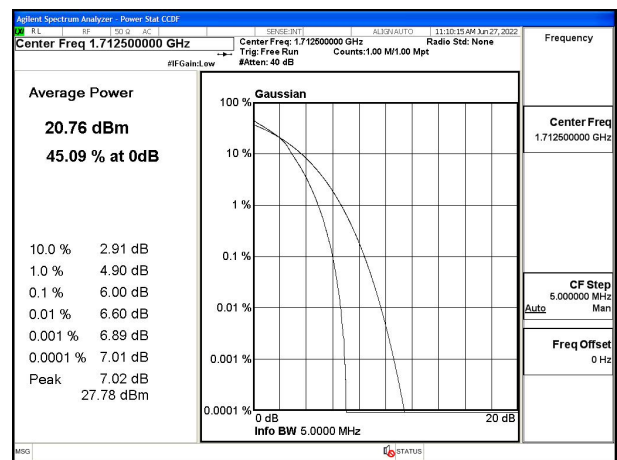 Agilent Spectrum Analyzer - Power Stat CCDF
LXI RL RF 50 Ω AC SENSE:INT ALIGN AUTO 11:10:15 AM Jun 27, 2022
Center Freq 1.712500000 GHz
Center Freq: 1.712500000 GHz Radio Std: None
Trig: Free Run Counts:1.00 M/1.00 Mpt
#IFGain:Low #Atten: 40 dB
Frequency
Average Power
20.76 dBm
45.09 % at 0dB
10.0 % 2.91 dB
1.0 % 4.90 dB
0.1 % 6.00 dB
0.01 % 6.60 dB
0.001 % 6.89 dB
0.0001 % 7.01 dB
Peak 7.02 dB
27.78 dBm
Gaussian
100 %
10 %
1 %
0.1 %
0.01 %
0.001 %
0.0001 %
0 dB 20 dB
Info BW 5.0000 MHz
Center Freq
1.712500000 GHz
CF Step
5.000000 MHz
Auto Man
Freq Offset
0 Hz
MSG STATUS